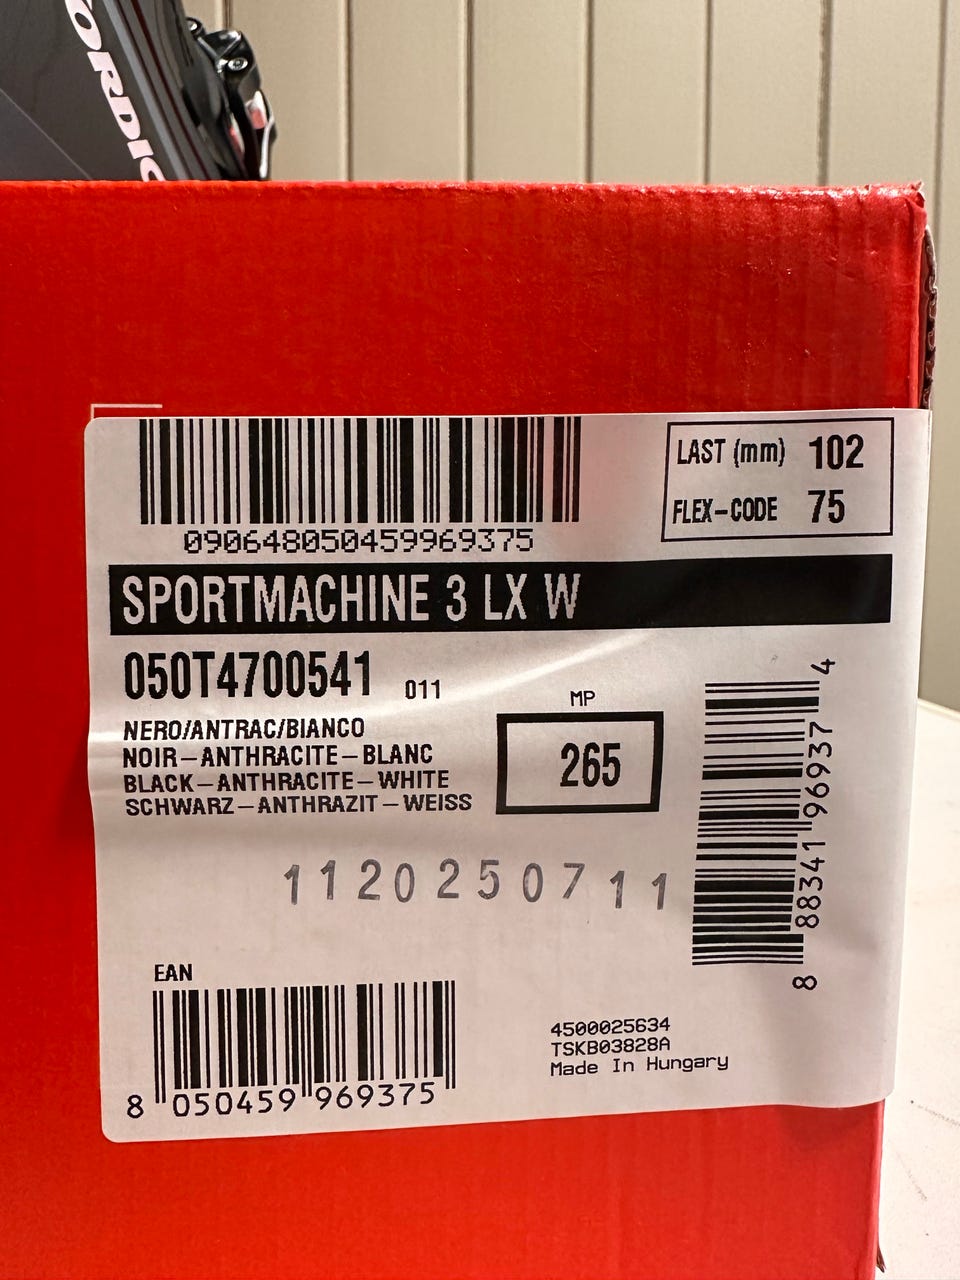 ORDIC
LAST (mm) 102
FLEX-CODE 75
090648050459969375
SPORTMACHINE 3 LX W
050T4700541 011
NERO/ANTRAC/BIANCO
NOIR-ANTHRACITE-BLANC
BLACK-ANTHRACITE-WHITE
SCHWARZ-ANTHRAZIT-WEISS
MP
265
8 88341 96937 4
11202507 11
EAN
8 050459 969375
4500025634
TSKB03828A
Made In Hungary